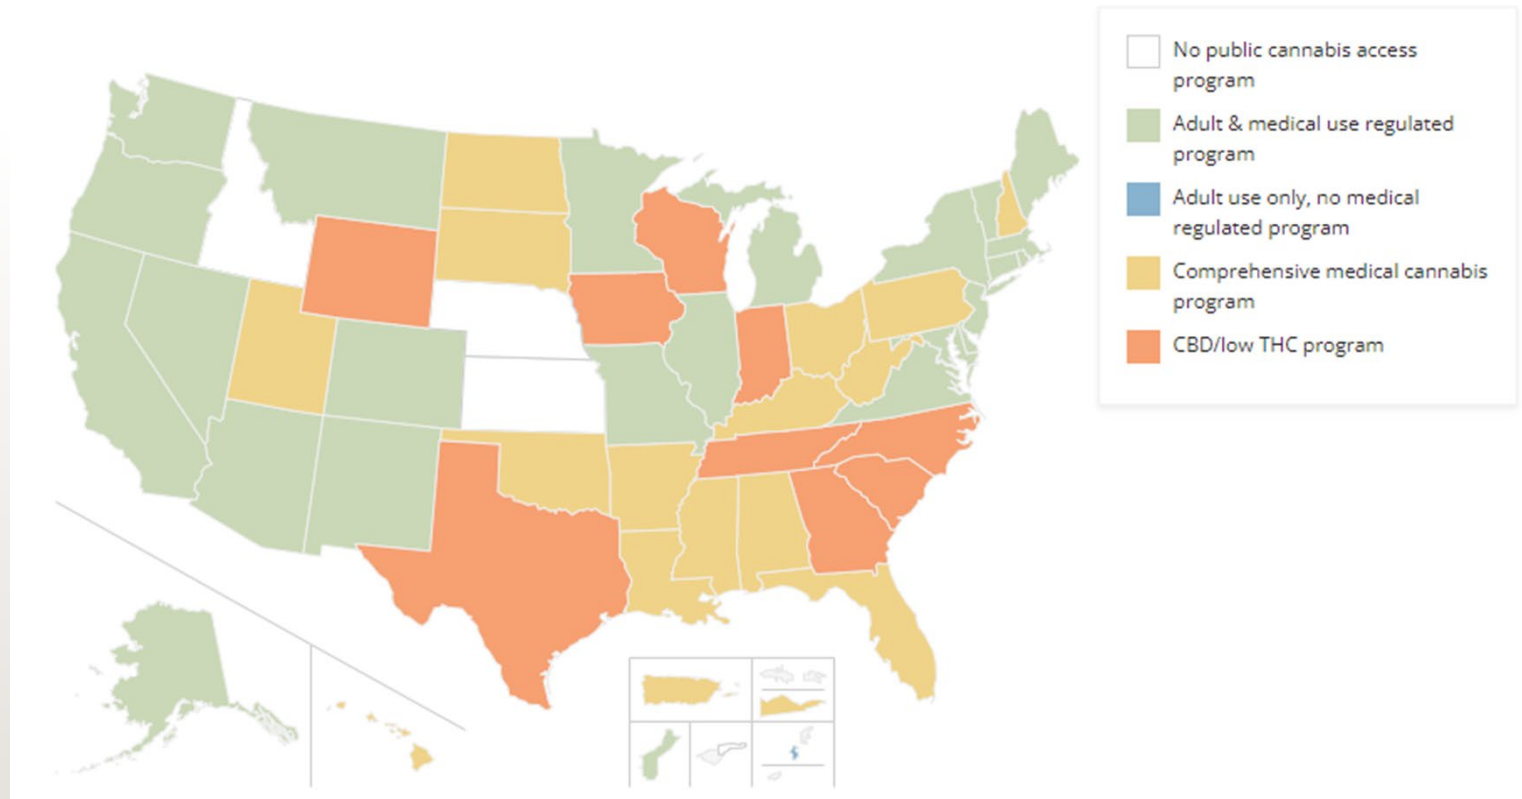 No public cannabis access
program
Adult & medical use regulated
program
Adult use only, no medical
regulated program
Comprehensive medical cannabis
program
CBD/low THC program